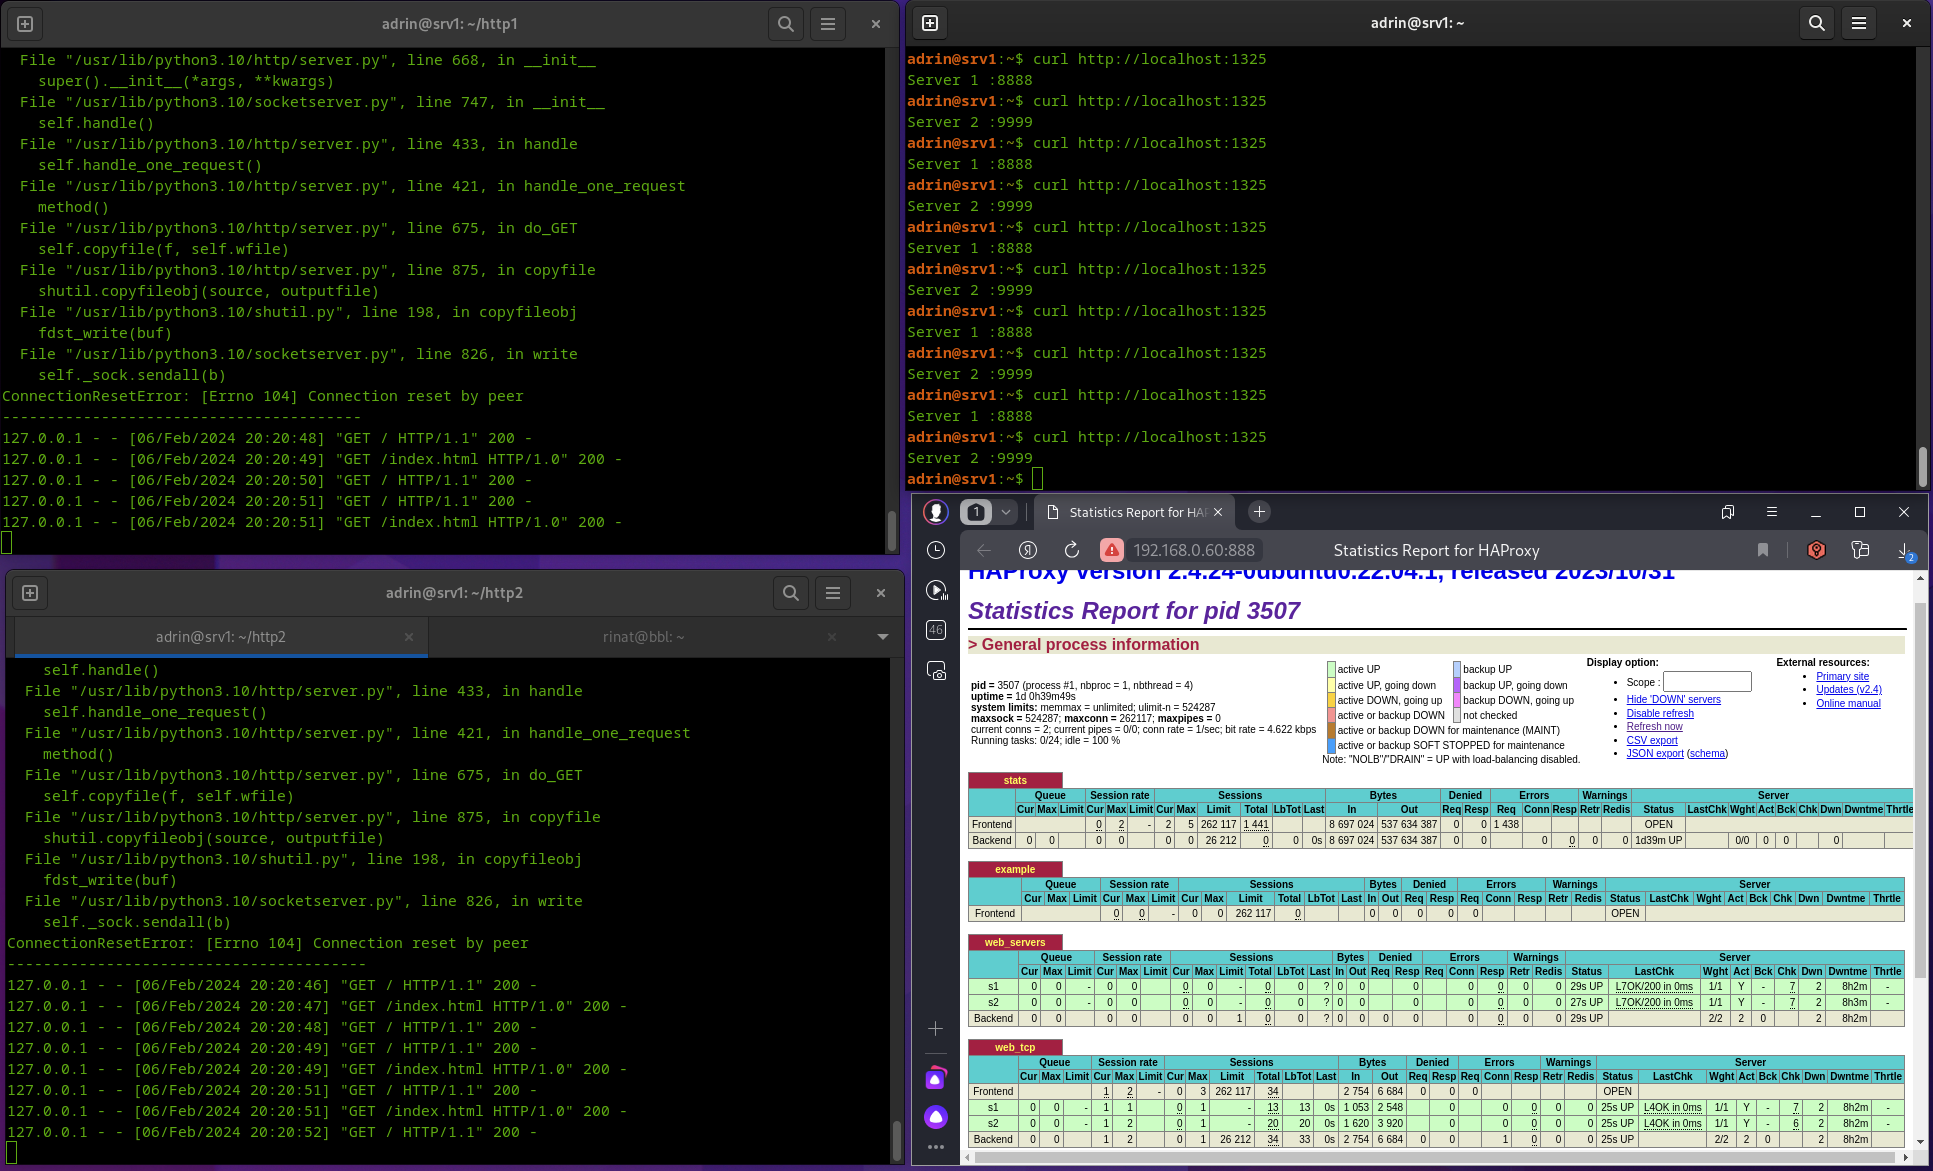 adrin@srv1: ~/http1
File "/usr/lib/python3.10/http/server.py", line 668, in __init__
super().__init__(*args, **kwargs)
File "/usr/lib/python3.10/socketserver.py", line 747, in __init__
self.handle()
File "/usr/lib/python3.10/http/server.py", line 433, in handle
self.handle_one_request()
File "/usr/lib/python3.10/http/server.py", line 421, in handle_one_request
method()
File "/usr/lib/python3.10/http/server.py", line 675, in do_GET
self.copyfile(f, self.wfile)
File "/usr/lib/python3.10/http/server.py", line 875, in copyfile
shutil.copyfileobj(source, outputfile)
File "/usr/lib/python3.10/shutil.py", line 198, in copyfileobj
fdst_write(buf)
File "/usr/lib/python3.10/socketserver.py", line 826, in write
self._sock.sendall(b)
ConnectionResetError: [Errno 104] Connection reset by peer
----------------------------------------
127.0.0.1 - - [06/Feb/2024 20:20:48] "GET / HTTP/1.1" 200 -
127.0.0.1 - - [06/Feb/2024 20:20:49] "GET /index.html HTTP/1.0" 200 -
127.0.0.1 - - [06/Feb/2024 20:20:50] "GET / HTTP/1.1" 200 -
127.0.0.1 - - [06/Feb/2024 20:20:51] "GET / HTTP/1.1" 200 -
127.0.0.1 - - [06/Feb/2024 20:20:51] "GET /index.html HTTP/1.0" 200 -
adrin@srv1: ~
adrin@srv1:~$ curl http://localhost:1325
Server 1 :8888
adrin@srv1:~$ curl http://localhost:1325
Server 2 :9999
adrin@srv1:~$ curl http://localhost:1325
Server 1 :8888
adrin@srv1:~$ curl http://localhost:1325
Server 2 :9999
adrin@srv1:~$ curl http://localhost:1325
Server 1 :8888
adrin@srv1:~$ curl http://localhost:1325
Server 2 :9999
adrin@srv1:~$ curl http://localhost:1325
Server 1 :8888
adrin@srv1:~$ curl http://localhost:1325
Server 2 :9999
adrin@srv1:~$ curl http://localhost:1325
Server 1 :8888
adrin@srv1:~$ curl http://localhost:1325
Server 2 :9999
adrin@srv1:~$
adrin@srv1: ~/http2
adrin@srv1: ~/http2 rinat@bbl: ~
self.handle()
File "/usr/lib/python3.10/http/server.py", line 433, in handle
self.handle_one_request()
File "/usr/lib/python3.10/http/server.py", line 421, in handle_one_request
method()
File "/usr/lib/python3.10/http/server.py", line 675, in do_GET
self.copyfile(f, self.wfile)
File "/usr/lib/python3.10/http/server.py", line 875, in copyfile
shutil.copyfileobj(source, outputfile)
File "/usr/lib/python3.10/shutil.py", line 198, in copyfileobj
fdst_write(buf)
File "/usr/lib/python3.10/socketserver.py", line 826, in write
self._sock.sendall(b)
ConnectionResetError: [Errno 104] Connection reset by peer
----------------------------------------
127.0.0.1 - - [06/Feb/2024 20:20:46] "GET / HTTP/1.1" 200 -
127.0.0.1 - - [06/Feb/2024 20:20:47] "GET /index.html HTTP/1.0" 200 -
127.0.0.1 - - [06/Feb/2024 20:20:48] "GET / HTTP/1.1" 200 -
127.0.0.1 - - [06/Feb/2024 20:20:49] "GET / HTTP/1.1" 200 -
127.0.0.1 - - [06/Feb/2024 20:20:49] "GET /index.html HTTP/1.0" 200 -
127.0.0.1 - - [06/Feb/2024 20:20:51] "GET / HTTP/1.1" 200 -
127.0.0.1 - - [06/Feb/2024 20:20:51] "GET /index.html HTTP/1.0" 200 -
127.0.0.1 - - [06/Feb/2024 20:20:52] "GET / HTTP/1.1" 200 -
1 Statistics Report for HAP
192.168.0.60:888 Statistics Report for HAProxy 2
46
HAProxy version 2.4.24-0ubuntu0.22.04.1, released 2023/10/31
Statistics Report for pid 3507
> General process information
pid = 3507 (process #1, nbproc = 1, nbthread = 4)
uptime = 1d 0h39m49s
system limits: memmax = unlimited; ulimit-n = 524287
maxsock = 524287; maxconn = 262117; maxpipes = 0
current conns = 2; current pipes = 0/0; conn rate = 1/sec; bit rate = 4.622 kbps
Running tasks: 0/24; idle = 100 %
active UP backup UP
active UP, going down backup UP, going down
active DOWN, going up backup DOWN, going up
active or backup DOWN not checked
active or backup DOWN for maintenance (MAINT)
active or backup SOFT STOPPED for maintenance
Note: "NOLB"/"DRAIN" = UP with load-balancing disabled.
Display option:
Scope :
Hide 'DOWN' servers
Disable refresh
Refresh now
CSV export
JSON export (schema)
External resources:
Primary site
Updates (v2.4)
Online manual
stats
Queue Session rate Sessions Bytes Denied Errors Warnings Server
Cur Max Limit Cur Max Limit Cur Max Limit Total LbTot Last In Out Req Resp Req Conn Resp Retr Redis Status LastChk Wght Act Bck Chk Dwn Dwntme Thrtle
Frontend 0 2 - 2 5 262 117 1 441 8 697 024 537 634 387 0 0 1 438 OPEN
Backend 0 0 0 0 0 0 26 212 0 0 0s 8 697 024 537 634 387 0 0 0 0 0 0 1d39m UP 0/0 0 0 0
example
Queue Session rate Sessions Bytes Denied Errors Warnings Server
Cur Max Limit Cur Max Limit Cur Max Limit Total LbTot Last In Out Req Resp Req Conn Resp Retr Redis Status LastChk Wght Act Bck Chk Dwn Dwntme Thrtle
Frontend 0 0 - 0 0 262 117 0 0 0 0 0 0 OPEN
web_servers
Queue Session rate Sessions Bytes Denied Errors Warnings Server
Cur Max Limit Cur Max Limit Cur Max Limit Total LbTot Last In Out Req Resp Req Conn Resp Retr Redis Status LastChk Wght Act Bck Chk Dwn Dwntme Thrtle
s1 0 0 - 0 0 0 0 - 0 0 ? 0 0 0 0 0 0 0 29s UP L7OK/200 in 0ms 1/1 Y - 7 2 8h2m -
s2 0 0 - 0 0 0 0 - 0 0 ? 0 0 0 0 0 0 0 27s UP L7OK/200 in 0ms 1/1 Y - 7 2 8h3m -
Backend 0 0 0 0 0 0 1 0 0 ? 0 0 0 0 0 0 0 0 29s UP 2/2 2 0 2 8h2m
web_tcp
Queue Session rate Sessions Bytes Denied Errors Warnings Server
Cur Max Limit Cur Max Limit Cur Max Limit Total LbTot Last In Out Req Resp Req Conn Resp Retr Redis Status LastChk Wght Act Bck Chk Dwn Dwntme Thrtle
Frontend 1 2 - 0 3 262 117 34 2 754 6 684 0 0 0 OPEN
s1 0 0 - 1 1 0 1 - 13 13 0s 1 053 2 548 0 0 0 0 0 25s UP L4OK in 0ms 1/1 Y - 7 2 8h2m -
s2 0 0 - 1 2 0 1 - 20 20 0s 1 620 3 920 0 0 0 0 0 25s UP L4OK in 0ms 1/1 Y - 6 2 8h2m -
Backend 0 0 1 2 0 1 26 212 34 33 0s 2 754 6 684 0 0 1 0 0 0 25s UP 2/2 2 0 2 8h2m